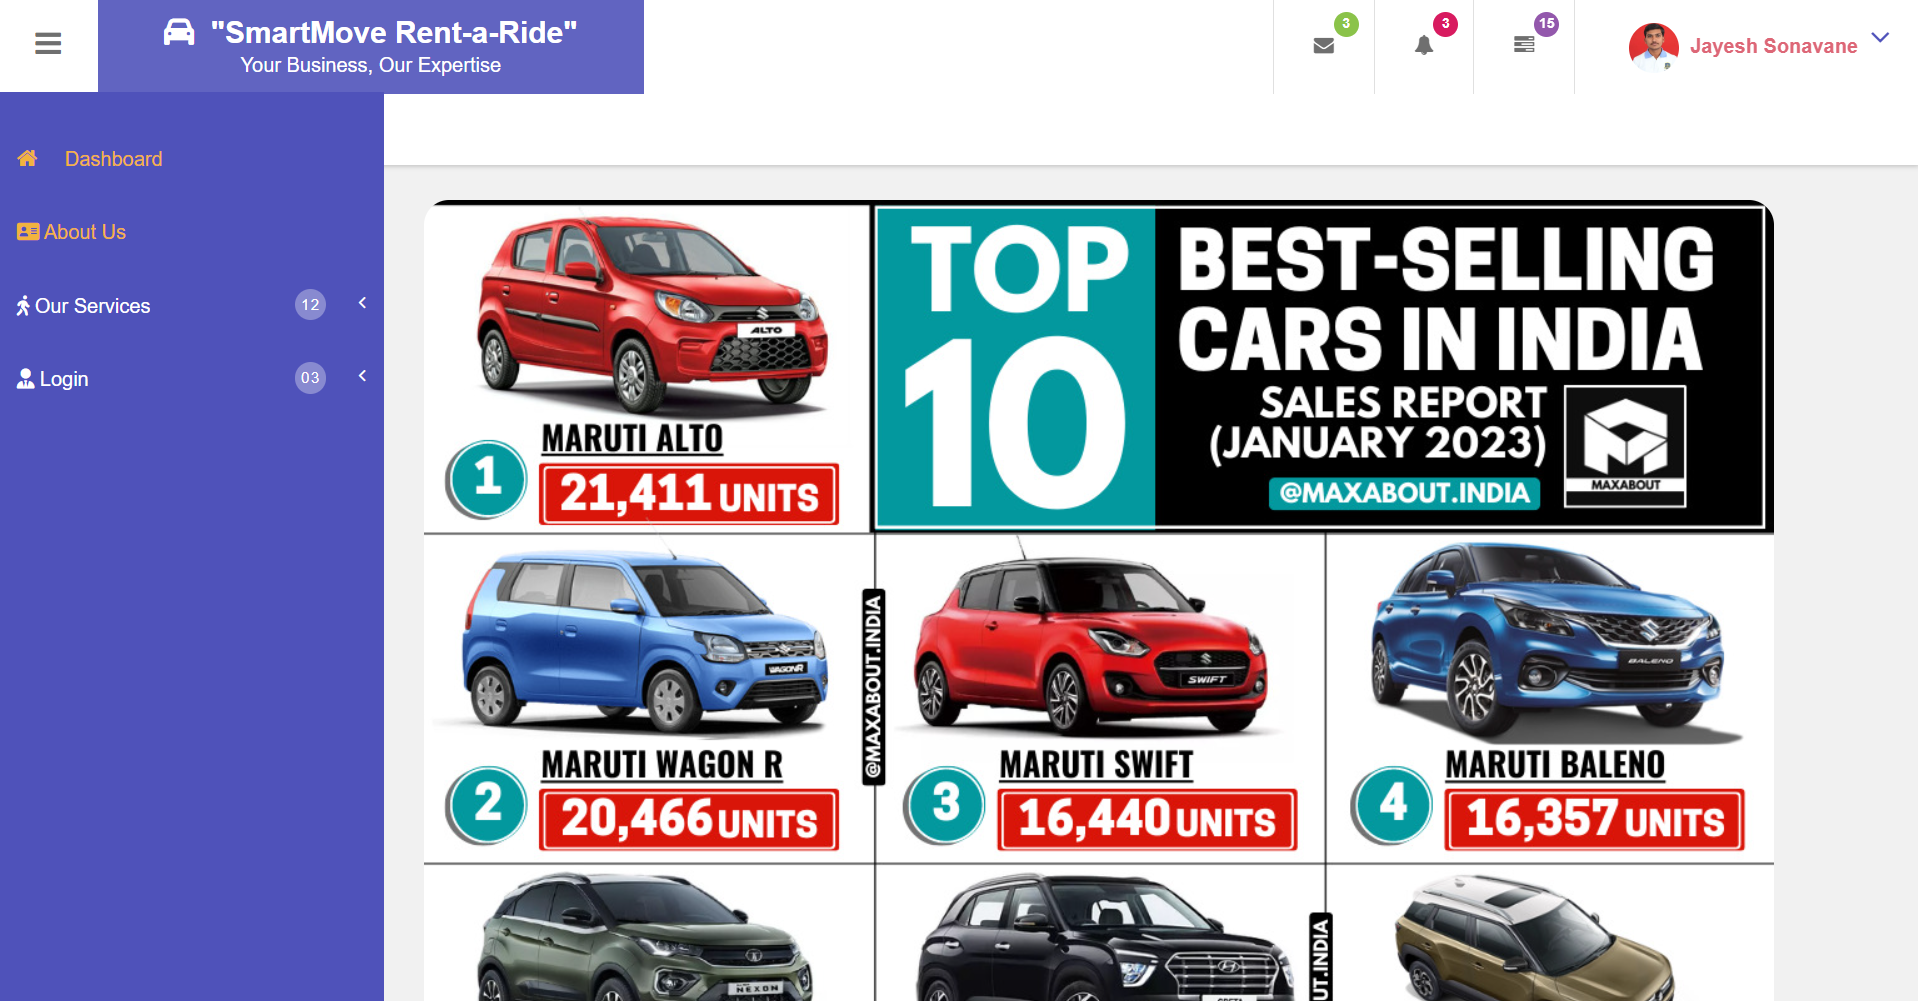 "SmartMove Rent-a-Ride"
Your Business, Our Expertise
3
3
15
Jayesh Sonavane
Dashboard
About Us
Our Services
12
Login
03
TOP
10
BEST-SELLING
CARS IN INDIA
SALES REPORT
(JANUARY 2023)
@MAXABOUT.INDIA
MAXABOUT
ALTO
MARUTI ALTO
1
21,411 UNITS
WAGONR
MARUTI WAGON R
2
20,466 UNITS
@MAXABOUT.INDIA
SWIFT
MARUTI SWIFT
3
16,440 UNITS
BALENO
MARUTI BALENO
4
16,357 UNITS
NEXON
UT.INDIA